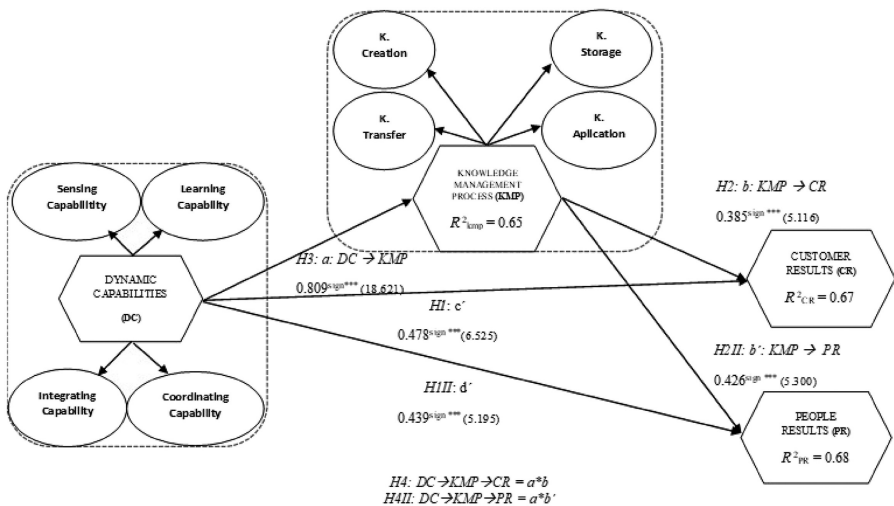 K.
Creation
K.
Storage
K.
Transfer
K.
Aplication
KNOWLEDGE
MANAGEMENT
PROCESS (KMP)
R²kmp = 0.65
Sensing
Capabilitity
Learning
Capability
DYNAMIC
CAPABILITIES
(DC)
Integrating
Capability
Coordinating
Capability
H3: a: DC → KMP
0.809sign*** (18.621)
H1: c´
0.478sign *** (6.525)
H1II: d´
0.439sign *** (5.195)
H2: b: KMP → CR
0.385sign *** (5.116)
CUSTOMER
RESULTS (CR)
R²CR = 0.67
H2II: b´: KMP → PR
0.426sign *** (5.300)
PEOPLE
RESULTS (PR)
R²PR = 0.68
H4: DC→KMP→CR = a*b
H4II: DC→KMP→PR = a*b´